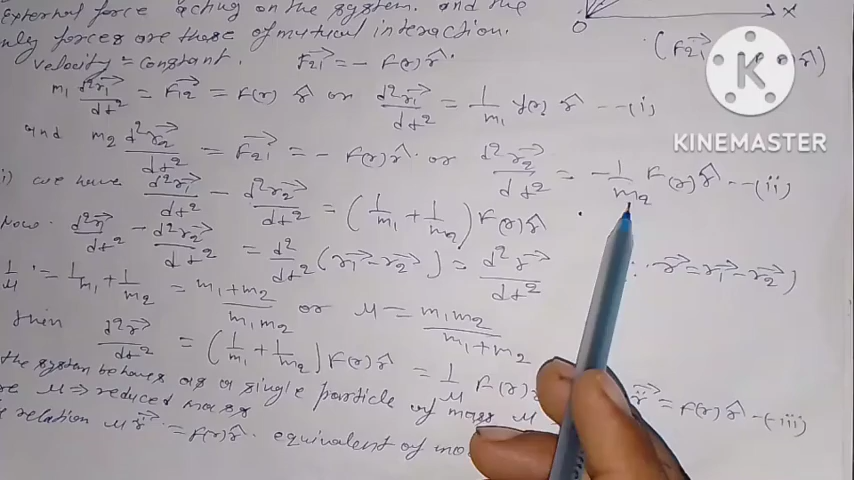 External force acting on the system. and the
nly forces are those of mutual interaction.
velocity = constant. F₂₁→ = - F(r) r̂.
O X
(F₂₁→ r̂)
m₁ d²r₁→/dt² = F₁₂→ = F(r) r̂ or d²r₁→/dt² = 1/m₁ r̂ --(i)
and m₂ d²r₂→/dt² = F₂₁→ = - F(r) r̂ or d²r₂→/dt² = -1/m₂ F(r) r̂ --(ii)
i) we have d²r₁→/dt² - d²r₂→/dt² = (1/m₁ + 1/m₂) F(r) r̂
Now d²r₁→/dt² - d²r₂→/dt² = d²/dt² (r₁→ - r₂→) = d²r→/dt² ∵ r→ = r₁→ - r₂→)
1/μ = 1/m₁ + 1/m₂ = m₁+m₂/m₁m₂ or μ = m₁m₂/m₁+m₂
then d²r→/dt² = (1/m₁ + 1/m₂) F(r) r̂ = 1/μ F(r) r̈→ = F(r) r̂ --(iii)
the system behaves as a single particle of mass μ
re μ ⇒ reduced mass
relation μ r̈→ = F(r) r̂. equivalent of
K
KINEMASTER